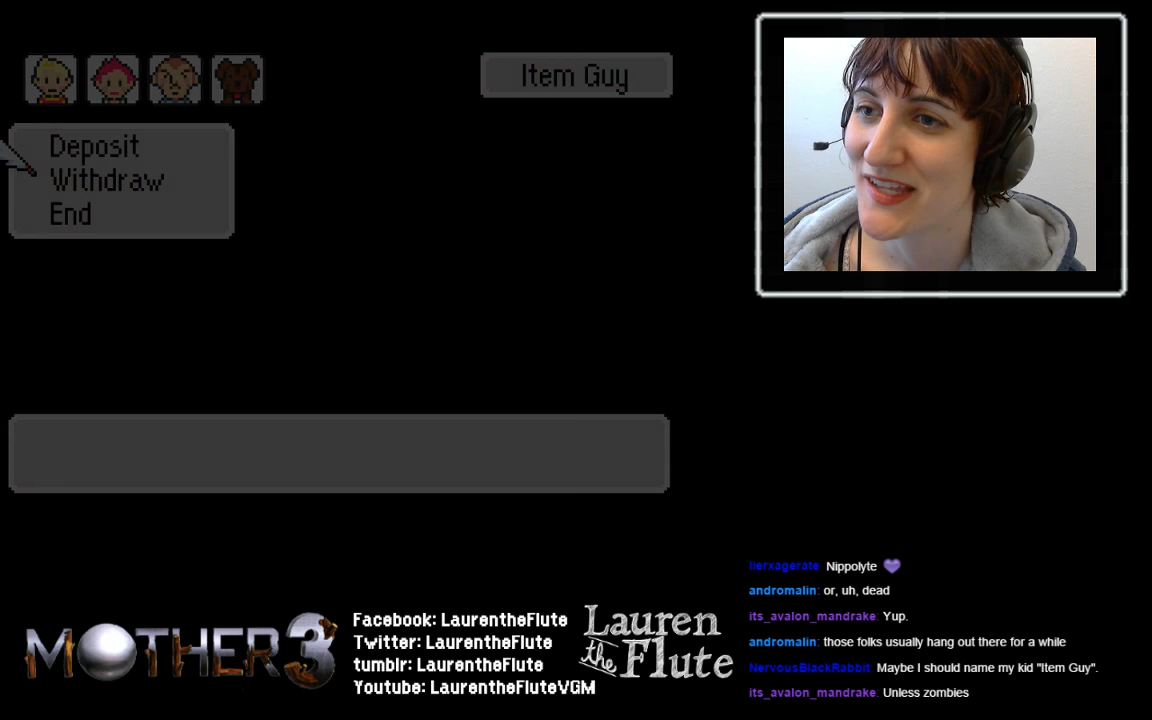 Item Guy
Deposit
Withdraw
End
MOTHER 3
Facebook: LaurentheFlute
Twitter: LaurentheFlute
tumblr: LaurentheFlute
Youtube: LaurentheFluteVGM
Lauren
the Flute
lierxagerate: Nippolyte
andromalin: or, uh, dead
its_avalon_mandrake: Yup.
andromalin: those folks usually hang out there for a while
NervousBlackRabbit: Maybe I should name my kid "Item Guy".
its_avalon_mandrake: Unless zombies